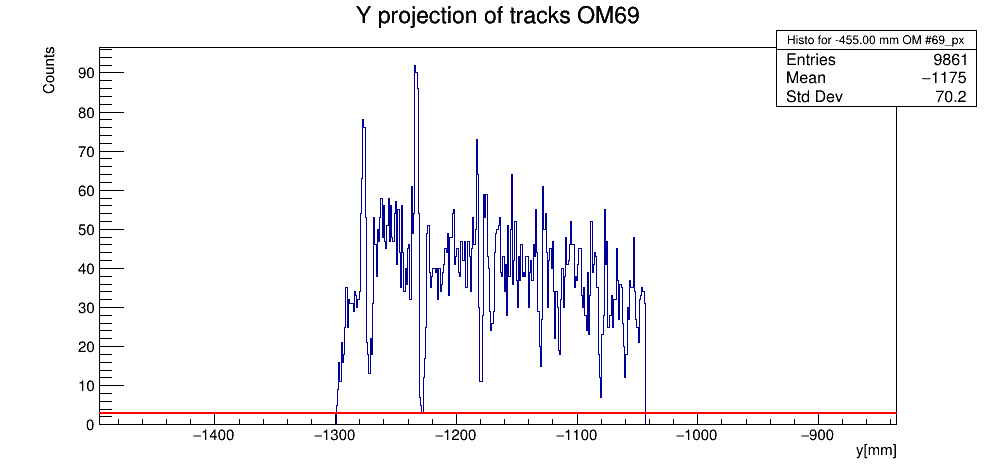 Y projection of tracks OM69
Histo for -455.00 mm OM #69_px
Entries 9861
Mean −1175
Std Dev 70.2
Counts
90
80
70
60
50
40
30
20
10
0
−1400 −1300 −1200 −1100 −1000 −900
y[mm]